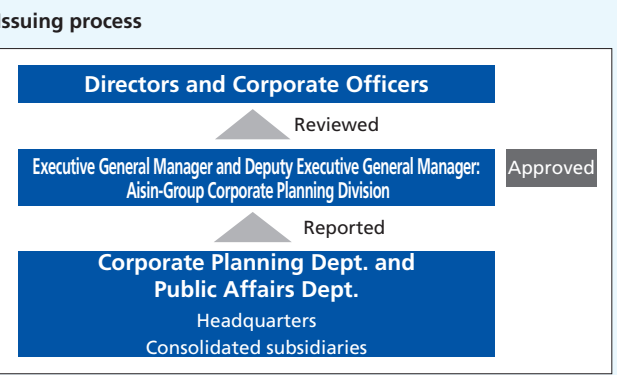 Issuing process
Directors and Corporate Officers
Reviewed
Executive General Manager and Deputy Executive General Manager:
Aisin-Group Corporate Planning Division
Approved
Reported
Corporate Planning Dept. and
Public Affairs Dept.
Headquarters
Consolidated subsidiaries